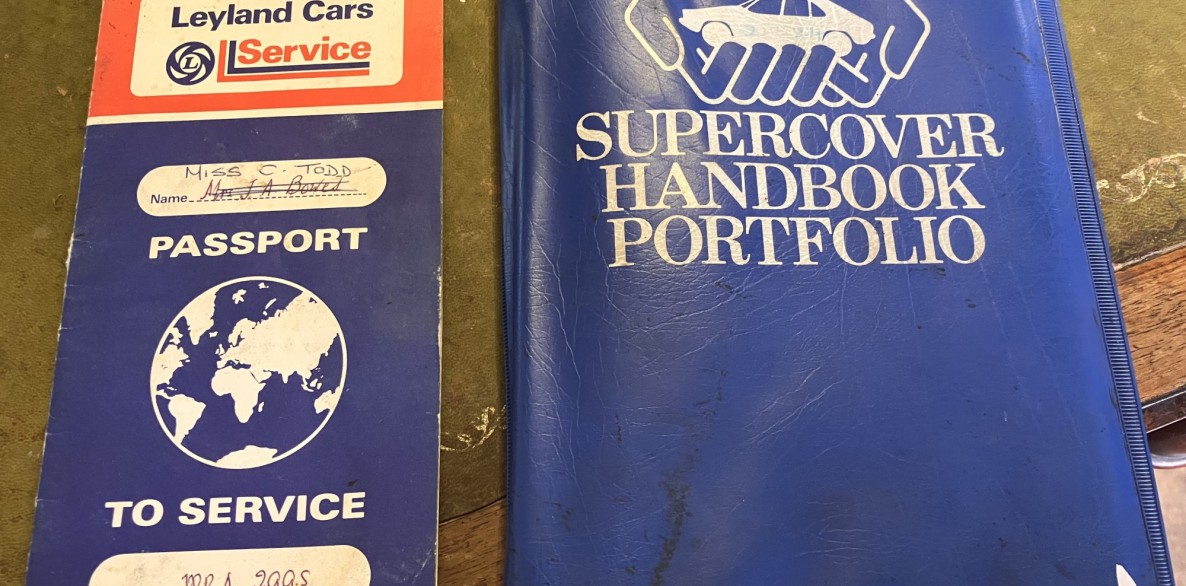 Leyland Cars
L Service
MISS C. TODD
Name
PASSPORT
TO SERVICE
SUPERCOVER
HANDBOOK
PORTFOLIO